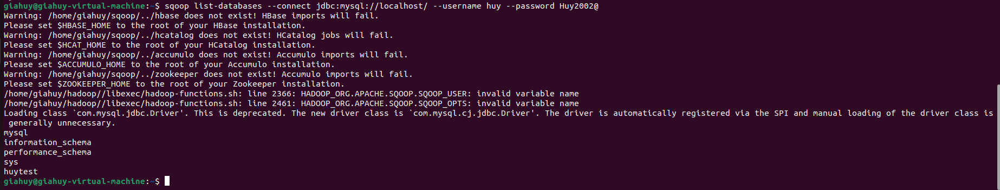 giahuy@giahuy-virtual-machine:~$ sqoop list-databases --connect jdbc:mysql://localhost/ --username huy --password Huy2002@
Warning: /home/giahuy/sqoop/../hbase does not exist! HBase imports will fail.
Please set $HBASE_HOME to the root of your HBase installation.
Warning: /home/giahuy/sqoop/../hcatalog does not exist! HCatalog jobs will fail.
Please set $HCAT_HOME to the root of your HCatalog installation.
Warning: /home/giahuy/sqoop/../accumulo does not exist! Accumulo imports will fail.
Please set $ACCUMULO_HOME to the root of your Accumulo installation.
Warning: /home/giahuy/sqoop/../zookeeper does not exist! Accumulo imports will fail.
Please set $ZOOKEEPER_HOME to the root of your Zookeeper installation.
/home/giahuy/hadoop//libexec/hadoop-functions.sh: line 2366: HADOOP_ORG.APACHE.SQOOP.SQOOP_USER: invalid variable name
/home/giahuy/hadoop//libexec/hadoop-functions.sh: line 2461: HADOOP_ORG.APACHE.SQOOP.SQOOP_OPTS: invalid variable name
Loading class `com.mysql.jdbc.Driver'. This is deprecated. The new driver class is `com.mysql.cj.jdbc.Driver'. The driver is automatically registered via the SPI and manual loading of the driver class is
 generally unnecessary.
mysql
information_schema
performance_schema
sys
huytest
giahuy@giahuy-virtual-machine:~$